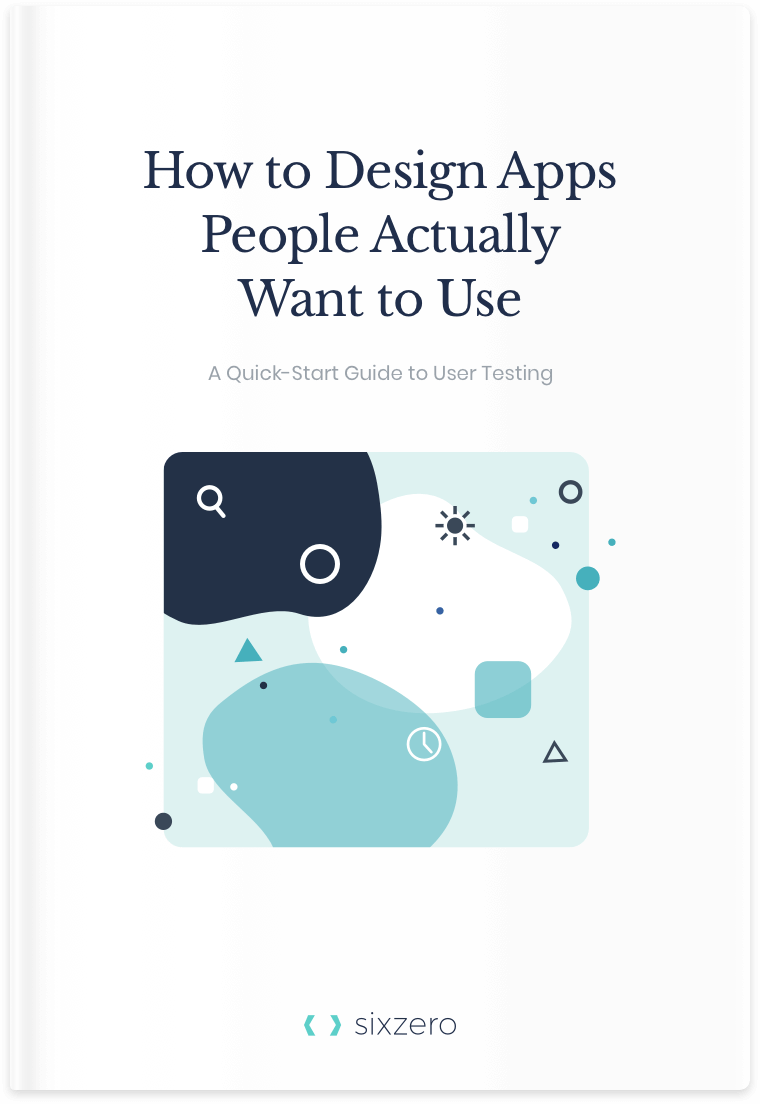 How to Design Apps
People Actually
Want to Use
A Quick-Start Guide to User Testing
sixzero